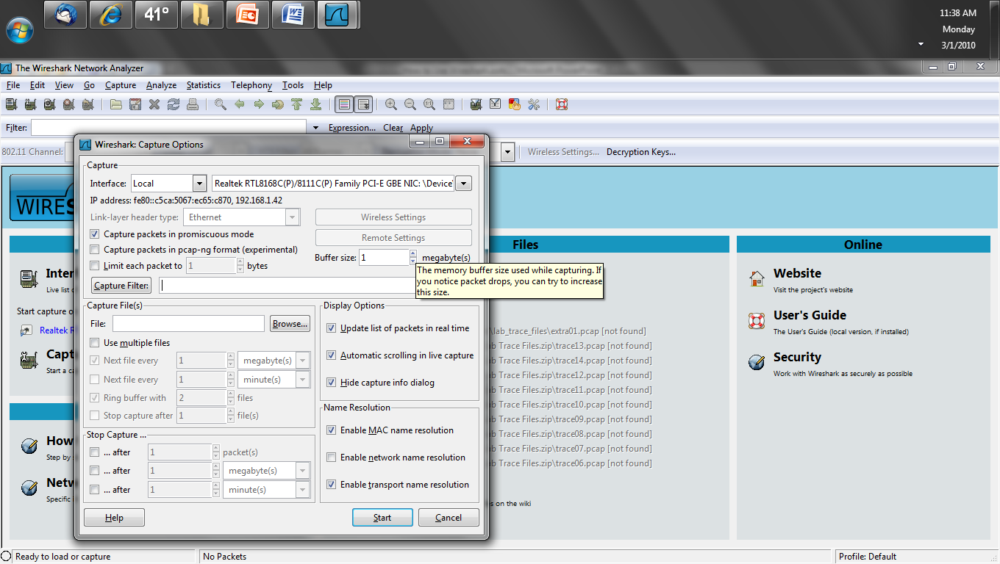 41°
11:38 AM
Monday
3/1/2010
The Wireshark Network Analyzer
File Edit View Go Capture Analyze Statistics Telephony Tools Help
Filter: Expression... Clear Apply
802.11 Channel: Wireless Settings... Decryption Keys...
WIRES
Files
Online
Website
Visit the project's website
User's Guide
The User's Guide (local version, if installed)
Security
Work with Wireshark as securely as possible
Inter
Live list o
Start capture o
Realtek R
Capt
Start a ca
How
Step by
Netw
Specific
\lab_trace_files\extra01.pcap [not found]
b Trace Files.zip\trace13.pcap [not found]
b Trace Files.zip\trace14.pcap [not found]
b Trace Files.zip\trace12.pcap [not found]
b Trace Files.zip\trace11.pcap [not found]
b Trace Files.zip\trace10.pcap [not found]
b Trace Files.zip\trace09.pcap [not found]
b Trace Files.zip\trace08.pcap [not found]
b Trace Files.zip\trace07.pcap [not found]
b Trace Files.zip\trace06.pcap [not found]
s on the wiki
Wireshark: Capture Options
Capture
Interface: Local Realtek RTL8168C(P)/8111C(P) Family PCI-E GBE NIC: \Device\
IP address: fe80::c5ca:5067:ec65:c870, 192.168.1.42
Link-layer header type: Ethernet Wireless Settings
Capture packets in promiscuous mode Remote Settings
Capture packets in pcap-ng format (experimental)
Limit each packet to 1 bytes Buffer size: 1 megabyte(s)
The memory buffer size used while capturing. If
you notice packet drops, you can try to increase
this size.
Capture Filter:
Capture File(s)
File: Browse...
Use multiple files
Next file every 1 megabyte(s)
Next file every 1 minute(s)
Ring buffer with 2 files
Stop capture after 1 file(s)
Display Options
Update list of packets in real time
Automatic scrolling in live capture
Hide capture info dialog
Name Resolution
Enable MAC name resolution
Enable network name resolution
Enable transport name resolution
Stop Capture ...
... after 1 packet(s)
... after 1 megabyte(s)
... after 1 minute(s)
Help Start Cancel
Ready to load or capture No Packets Profile: Default